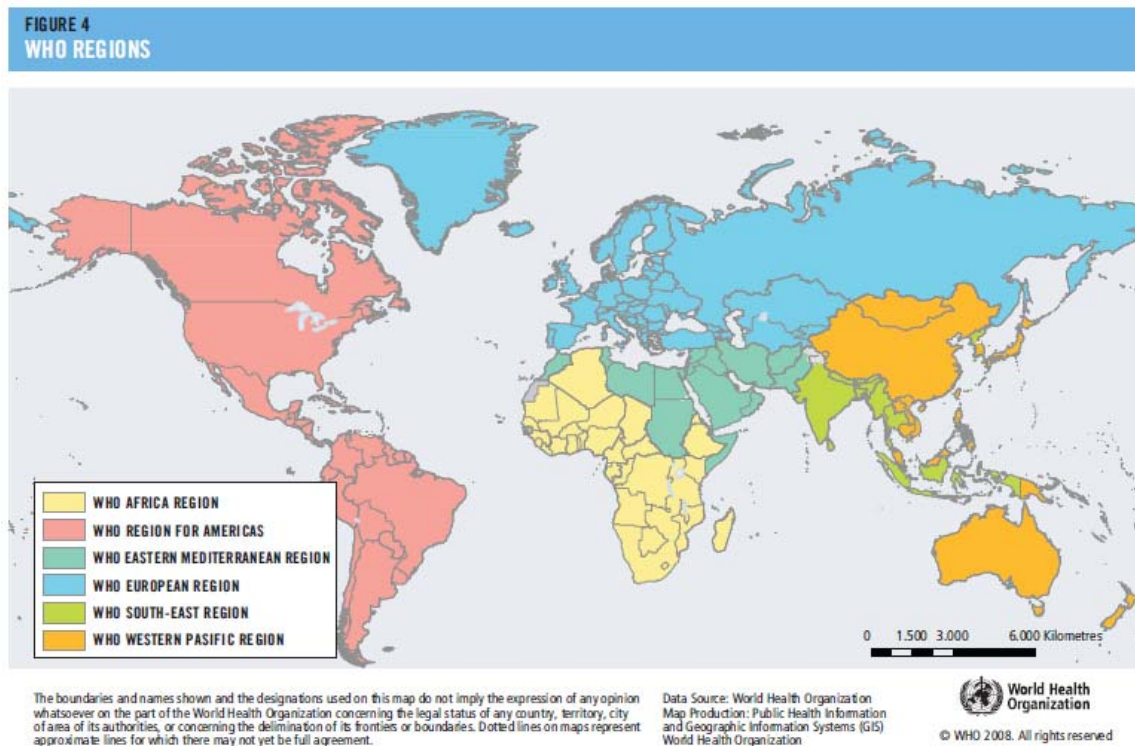 FIGURE 4
WHO REGIONS
WHO AFRICA REGION
WHO REGION FOR AMERICAS
WHO EASTERN MEDITERRANEAN REGION
WHO EUROPEAN REGION
WHO SOUTH-EAST REGION
WHO WESTERN PASIFIC REGION
0 1.500 3.000 6.000 Kilometres
The boundaries and names shown and the designations used on this map do not imply the expression of any opinion
whatsoever on the part of the World Health Organization concerning the legal status of any country, territory, city
of area of its authorities, or concerning the delimination of its frontiers or boundaries. Dotted lines on maps represent
approximate lines for which there may not yet be full agreement.
Data Source: World Health Organization
Map Production: Public Health Information
and Geographic Information Systems (GIS)
World Health Organization
World Health
Organization
© WHO 2008. All rights reserved